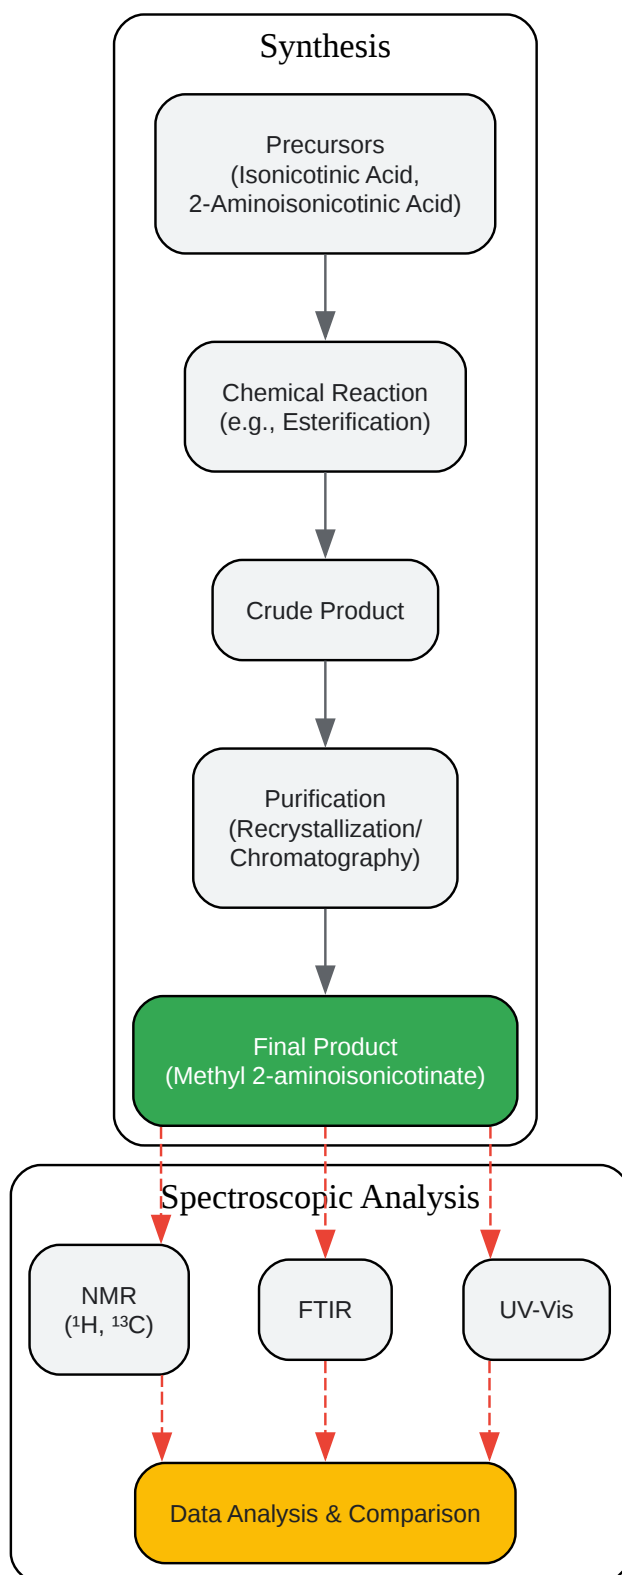 Synthesis
Precursors
(Isonicotinic Acid,
2-Aminoisonicotinic Acid)
Chemical Reaction
(e.g., Esterification)
Crude Product
Purification
(Recrystallization/
Chromatography)
Final Product
(Methyl 2-aminoisonicotinate)
Spectroscopic Analysis
NMR
(¹H, ¹³C)
FTIR
UV-Vis
Data Analysis & Comparison